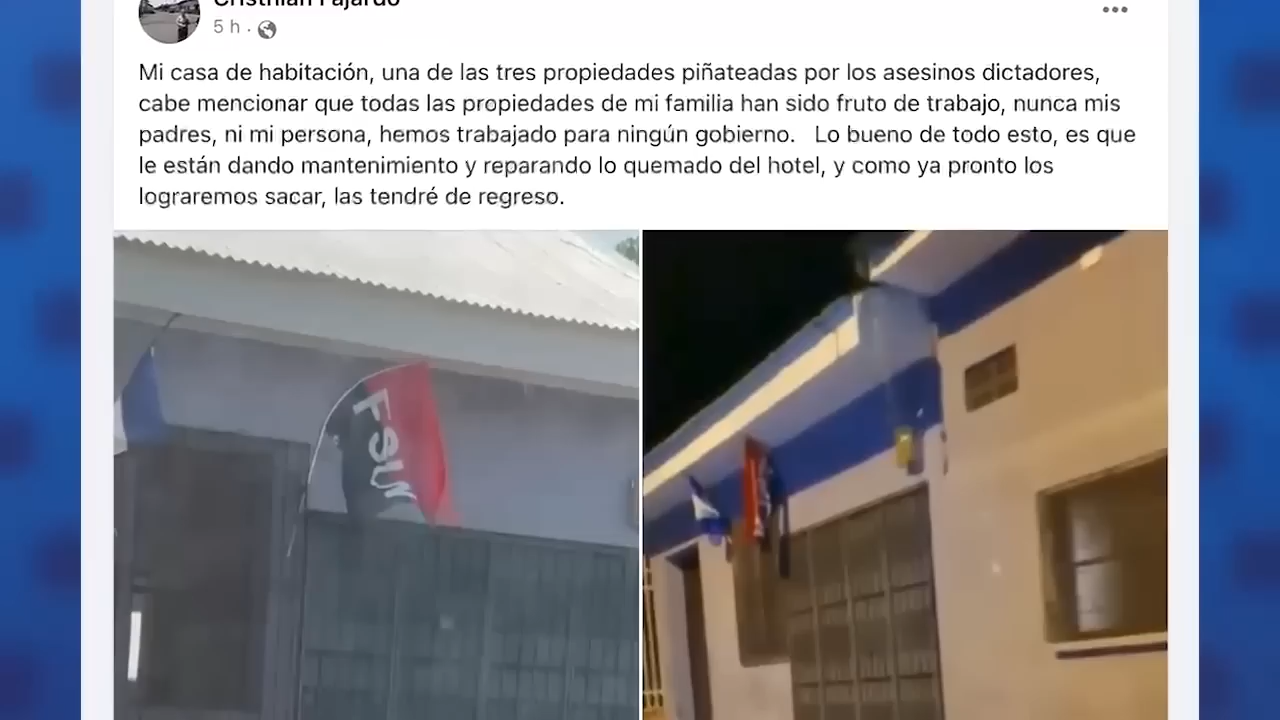 Cristhian Fajardo
5 h ·
Mi casa de habitación, una de las tres propiedades piñateadas por los asesinos dictadores,
cabe mencionar que todas las propiedades de mi familia han sido fruto de trabajo, nunca mis
padres, ni mi persona, hemos trabajado para ningún gobierno. Lo bueno de todo esto, es que
le están dando mantenimiento y reparando lo quemado del hotel, y como ya pronto los
lograremos sacar, las tendré de regreso.
FSLN